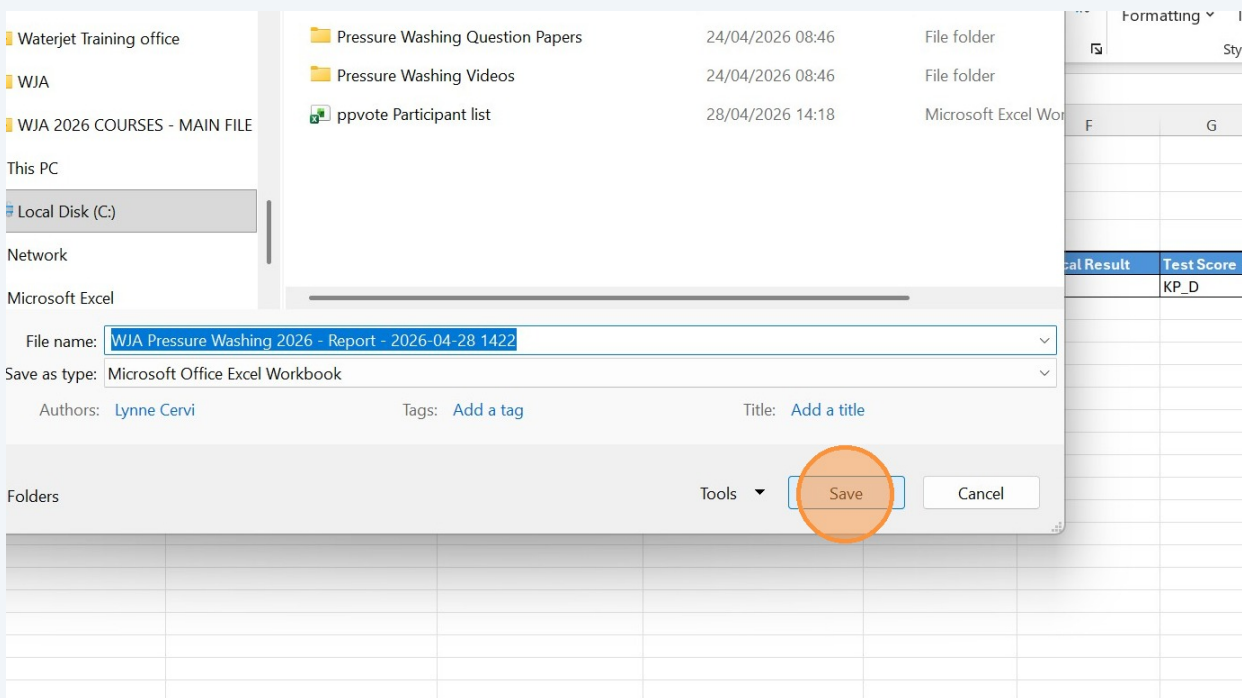 Formatting
Waterjet Training office
Pressure Washing Question Papers 24/04/2026 08:46 File folder
Sty
WJA
Pressure Washing Videos 24/04/2026 08:46 File folder
WJA 2026 COURSES - MAIN FILE
ppvote Participant list 28/04/2026 14:18 Microsoft Excel Wor
F G
This PC
Local Disk (C:)
Network
cal Result Test Score
KP_D
Microsoft Excel
File name: WJA Pressure Washing 2026 - Report - 2026-04-28 1422
Save as type: Microsoft Office Excel Workbook
Authors: Lynne Cervi Tags: Add a tag Title: Add a title
Folders
Tools Save Cancel